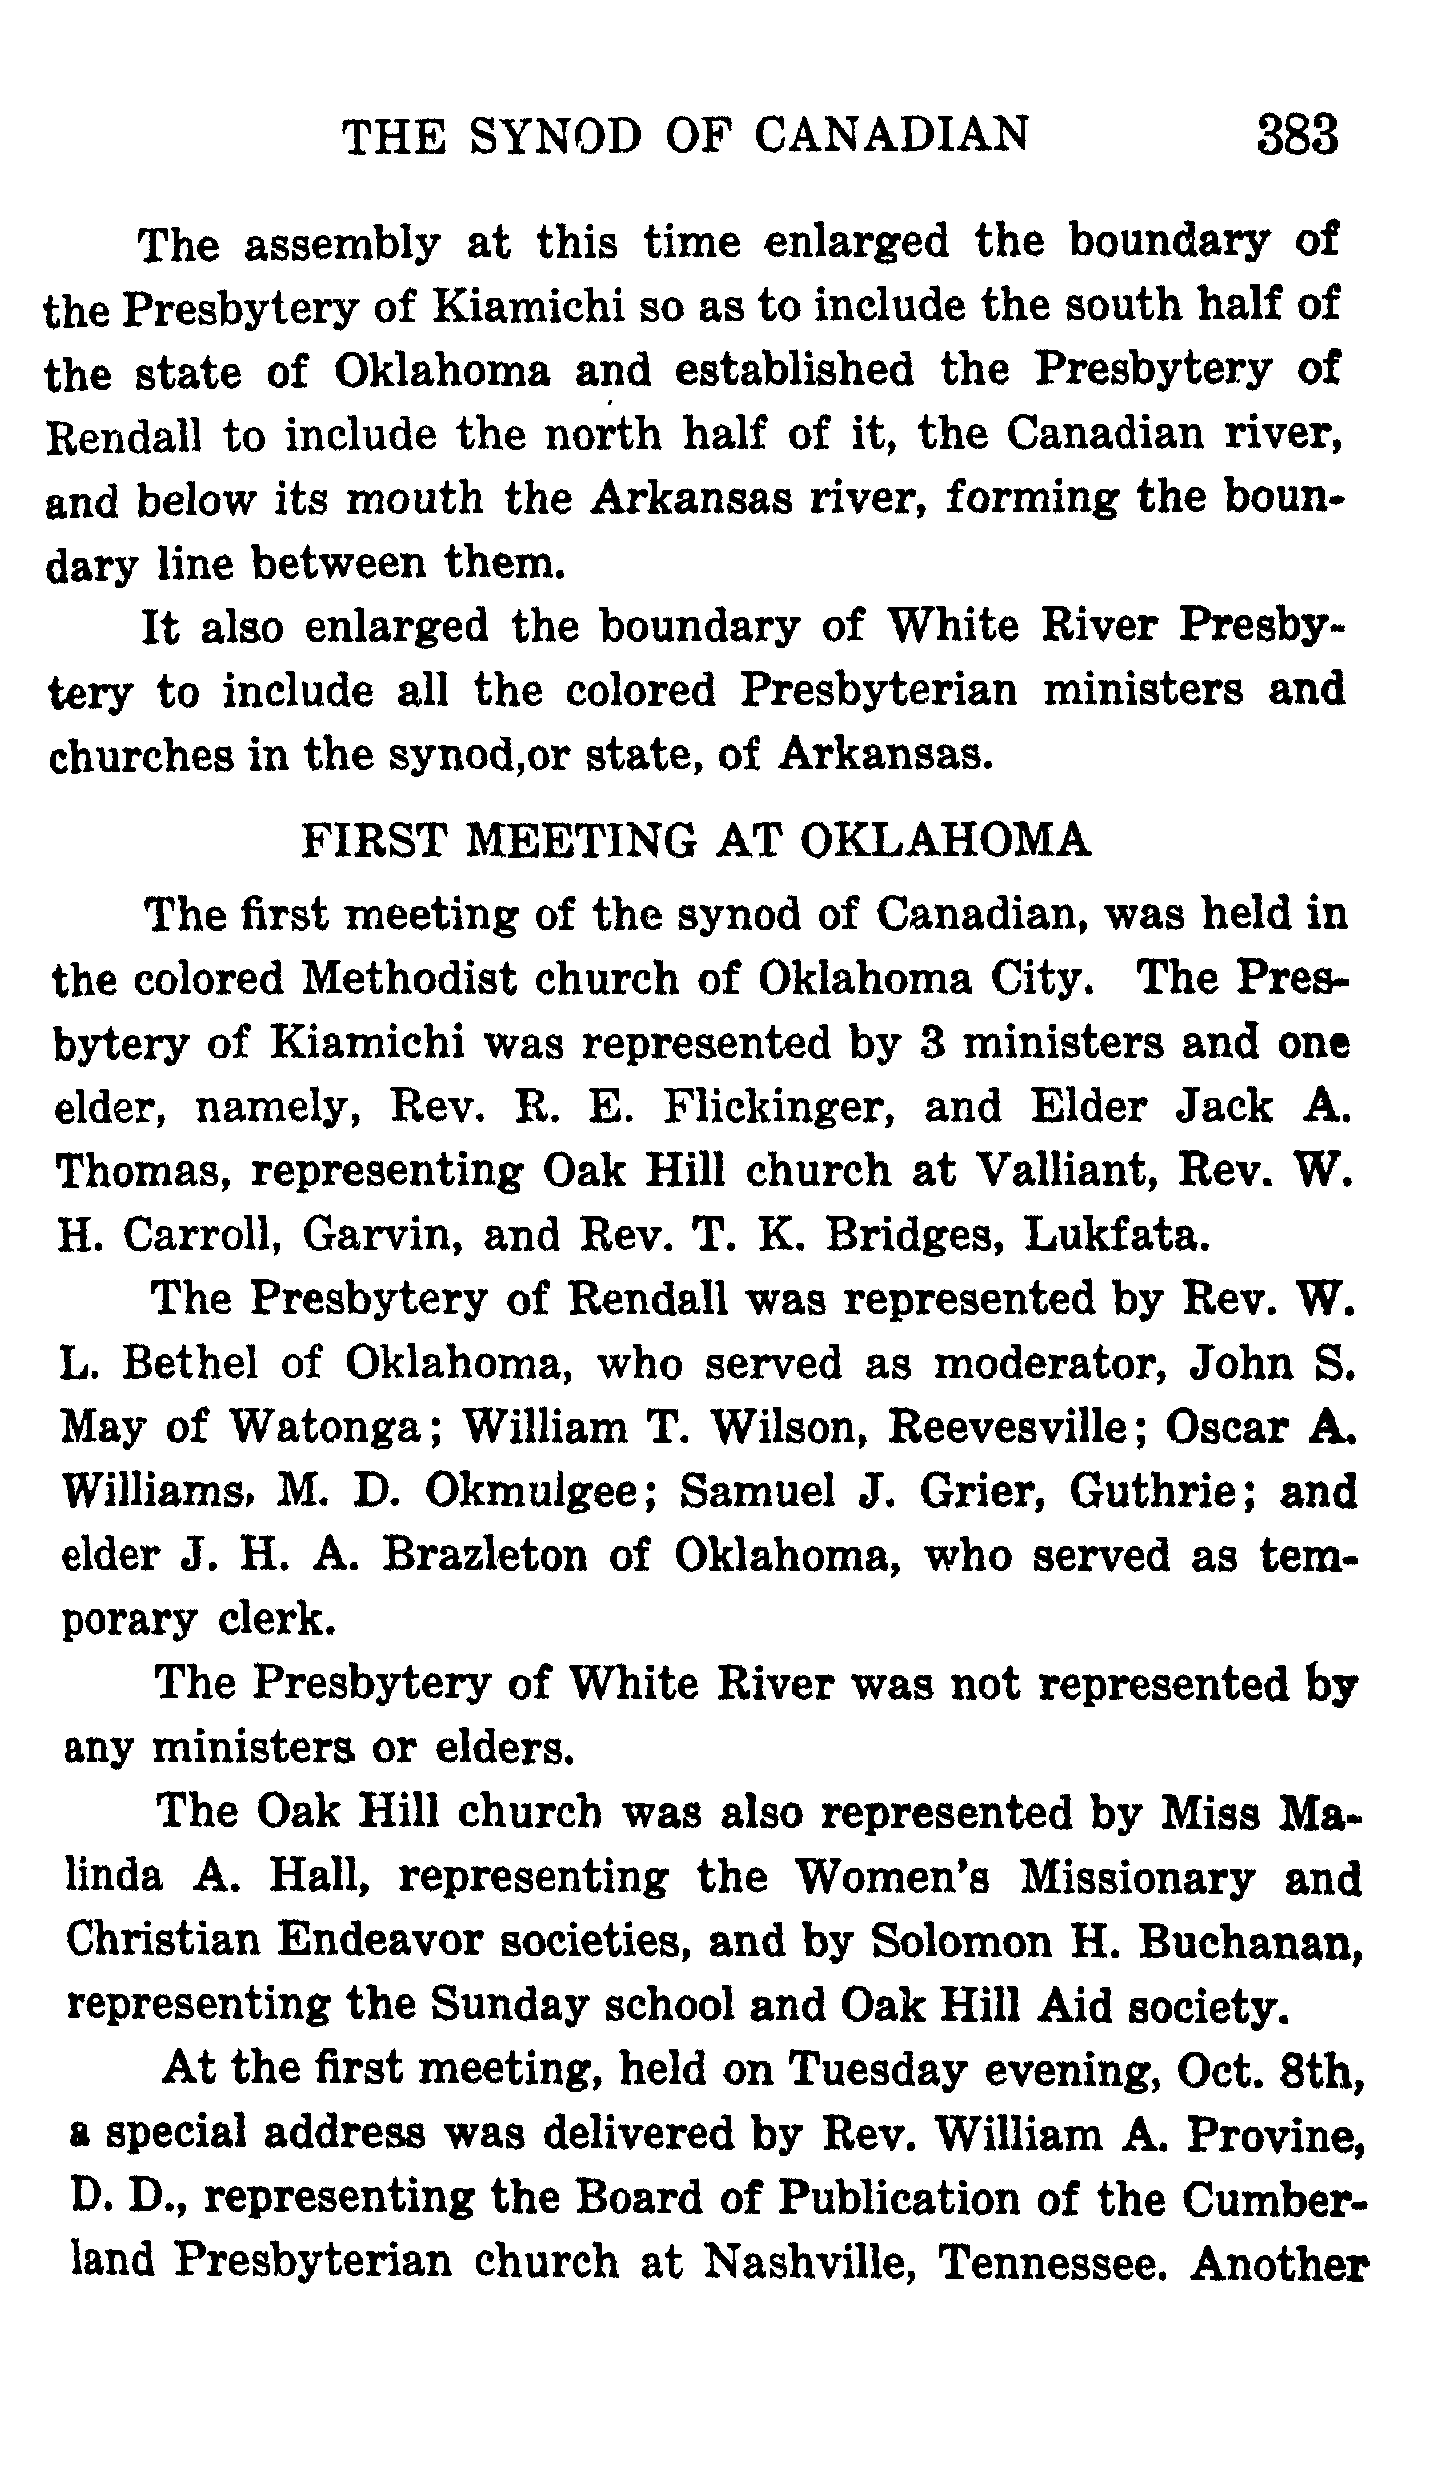 THE SYNOD OF CANADIAN 383
The assembly at this time enlarged the boundary of
the Presbytery of Kiamichi so as to include the south half of
the state of Oklahoma and established the Presbytery of
Rendall to include the north half of it, the Canadian river,
and below its mouth the Arkansas river, forming the boun-
dary line between them.
It also enlarged the boundary of White River Presby-
tery to include all the colored Presbyterian ministers and
churches in the synod,or state, of Arkansas.
FIRST MEETING AT OKLAHOMA
The first meeting of the synod of Canadian, was held in
the colored Methodist church of Oklahoma City. The Pres-
bytery of Kiamichi was represented by 3 ministers and one
elder, namely, Rev. R. E. Flickinger, and Elder Jack A.
Thomas, representing Oak Hill church at Valliant, Rev. W.
H. Carroll, Garvin, and Rev. T. K. Bridges, Lukfata.
The Presbytery of Rendall was represented by Rev. W.
L. Bethel of Oklahoma, who served as moderator, John S.
May of Watonga; William T. Wilson, Reevesville; Oscar A.
Williams, M. D. Okmulgee; Samuel J. Grier, Guthrie; and
elder J. H. A. Brazleton of Oklahoma, who served as tem-
porary clerk.
The Presbytery of White River was not represented by
any ministers or elders.
The Oak Hill church was also represented by Miss Ma-
linda A. Hall, representing the Women's Missionary and
Christian Endeavor societies, and by Solomon H. Buchanan,
representing the Sunday school and Oak Hill Aid society.
At the first meeting, held on Tuesday evening, Oct. 8th,
a special address was delivered by Rev. William A. Provine,
D. D., representing the Board of Publication of the Cumber-
land Presbyterian church at Nashville, Tennessee. Another